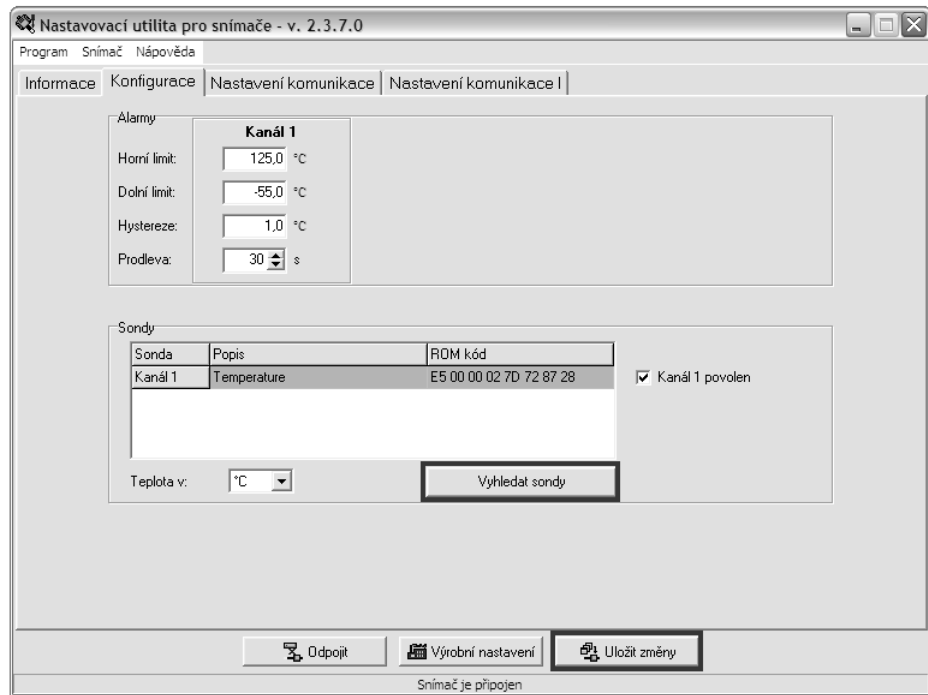 Nastavovací utilita pro snímače - v. 2.3.7.0
Program Snímač Nápověda
Informace Konfigurace Nastavení komunikace Nastavení komunikace I
Alarmy
Kanál 1
Horní limit: 125,0 °C
Dolní limit: -55,0 °C
Hystereze: 1,0 °C
Prodleva: 30 s
Sondy
Sonda Popis ROM kód
Kanál 1 Temperature E5 00 00 02 7D 72 87 28 Kanál 1 povolen
Teplota v: °C Vyhledat sondy
Odpojit Výrobní nastavení Uložit změny
Snímač je připojen